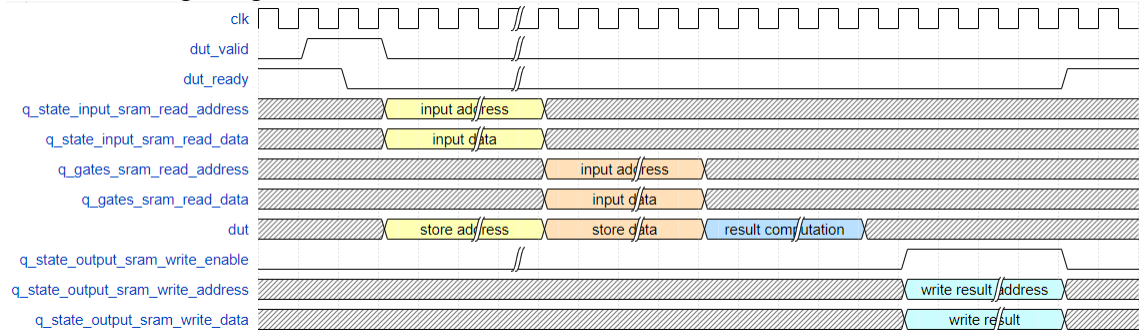 clk
dut_valid
dut_ready
q_state_input_sram_read_address input address
q_state_input_sram_read_data input data
q_gates_sram_read_address input address
q_gates_sram_read_data input data
dut store address store data result computation
q_state_output_sram_write_enable
q_state_output_sram_write_address write result address
q_state_output_sram_write_data write result